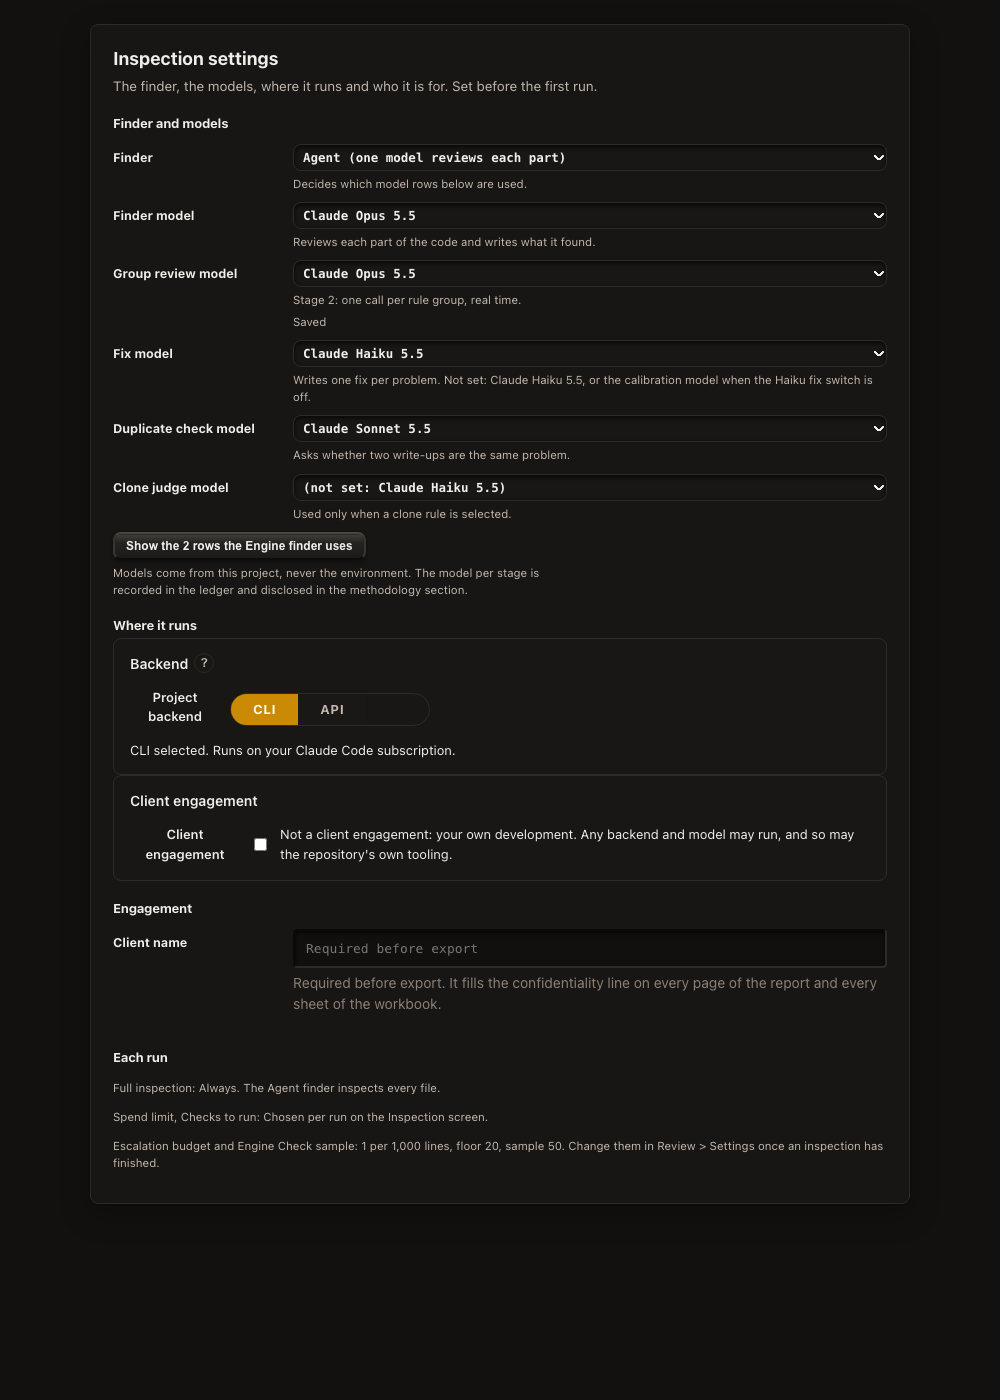 Inspection settings
The finder, the models, where it runs and who it is for. Set before the first run.
Finder and models
Finder
Agent (one model reviews each part)
Decides which model rows below are used.
Finder model
Claude Opus 5.5
Reviews each part of the code and writes what it found.
Group review model
Claude Opus 5.5
Stage 2: one call per rule group, real time.
Saved
Fix model
Claude Haiku 5.5
Writes one fix per problem. Not set: Claude Haiku 5.5, or the calibration model when the Haiku fix switch is
off.
Duplicate check model
Claude Sonnet 5.5
Asks whether two write-ups are the same problem.
Clone judge model
(not set: Claude Haiku 5.5)
Used only when a clone rule is selected.
Show the 2 rows the Engine finder uses
Models come from this project, never the environment. The model per stage is
recorded in the ledger and disclosed in the methodology section.
Where it runs
Backend ?
Project
backend
CLI API
CLI selected. Runs on your Claude Code subscription.
Client engagement
Client
engagement
Not a client engagement: your own development. Any backend and model may run, and so may
the repository's own tooling.
Engagement
Client name
Required before export
Required before export. It fills the confidentiality line on every page of the report and every
sheet of the workbook.
Each run
Full inspection: Always. The Agent finder inspects every file.
Spend limit, Checks to run: Chosen per run on the Inspection screen.
Escalation budget and Engine Check sample: 1 per 1,000 lines, floor 20, sample 50. Change them in Review > Settings once an inspection has
finished.